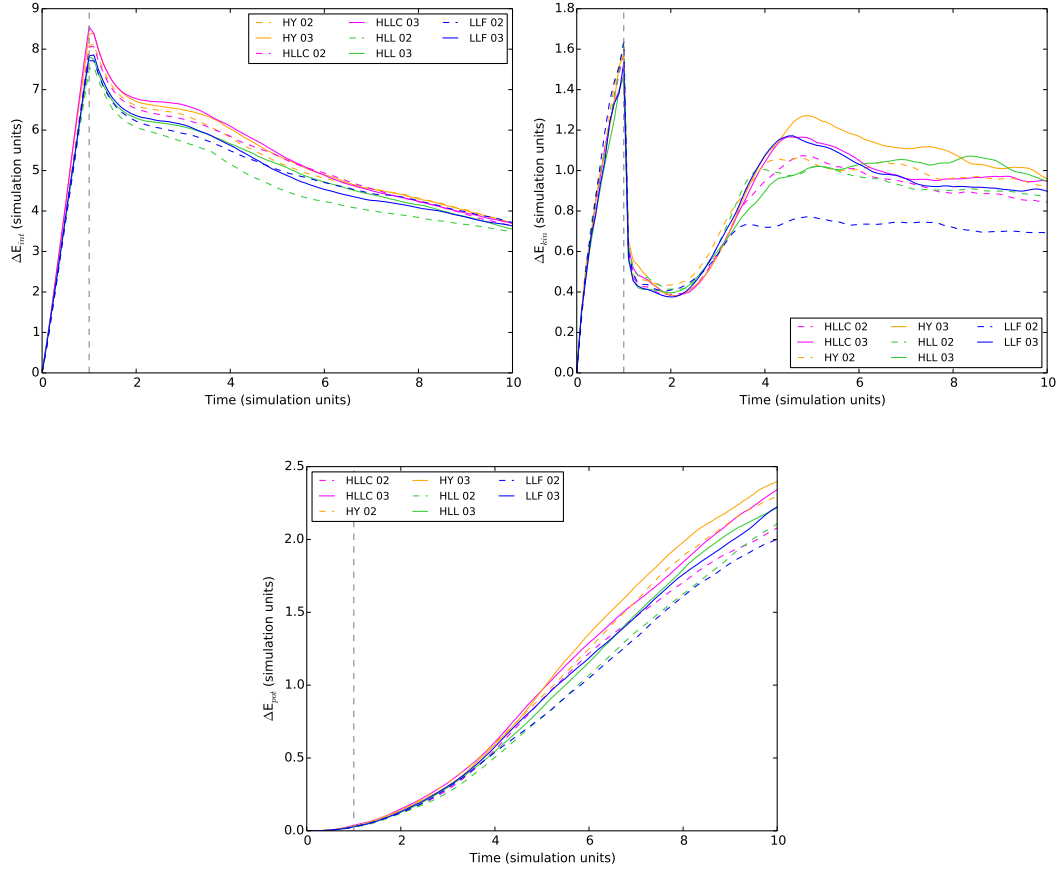 9
8
7
6
5
4
3
2
1
0
ΔE_int (simulation units)
HY 02 HLLC 03 LLF 02
HY 03 HLL 02 LLF 03
HLLC 02 HLL 03
0 2 4 6 8 10
Time (simulation units)
1.8
1.6
1.4
1.2
1.0
0.8
0.6
0.4
0.2
0.0
ΔE_kin (simulation units)
HLLC 02 HY 03 LLF 02
HLLC 03 HLL 02 LLF 03
HY 02 HLL 03
0 2 4 6 8 10
Time (simulation units)
2.5
2.0
1.5
1.0
0.5
0.0
ΔE_pot (simulation units)
HLLC 02 HY 03 LLF 02
HLLC 03 HLL 02 LLF 03
HY 02 HLL 03
0 2 4 6 8 10
Time (simulation units)